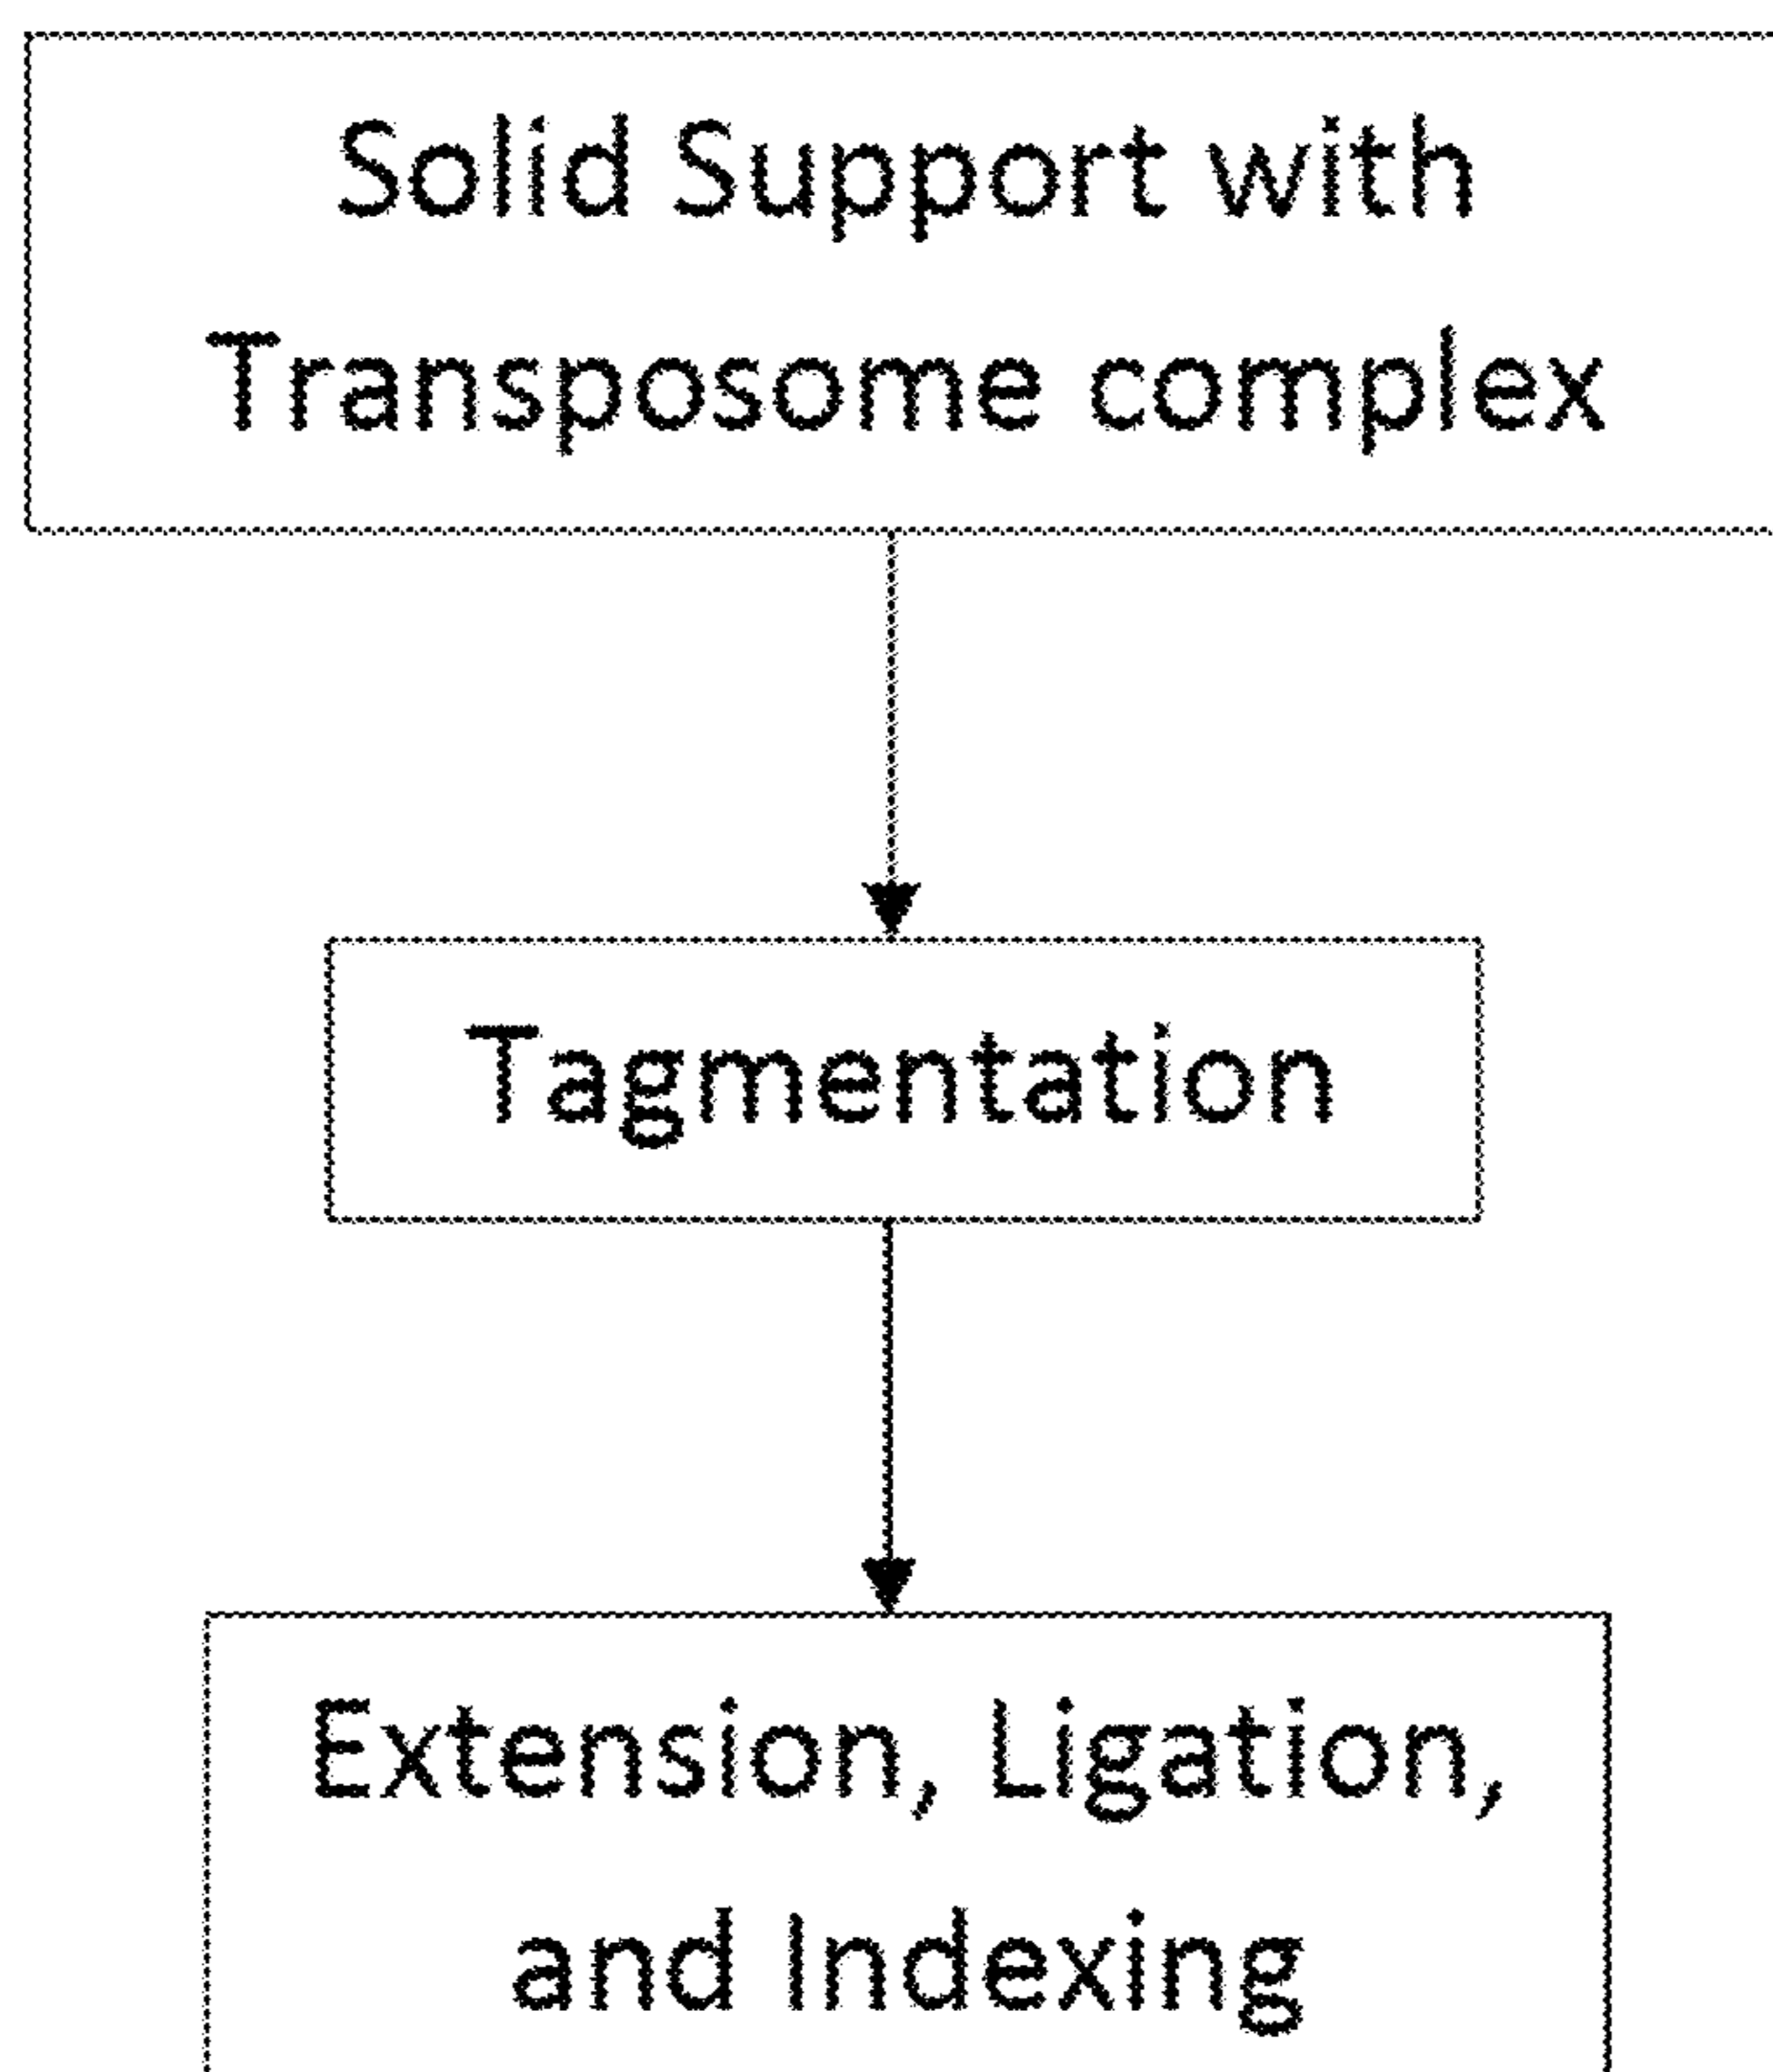 Solid Support with
Transposome complex
Tagmentation
Extension, Ligation,
and Indexing